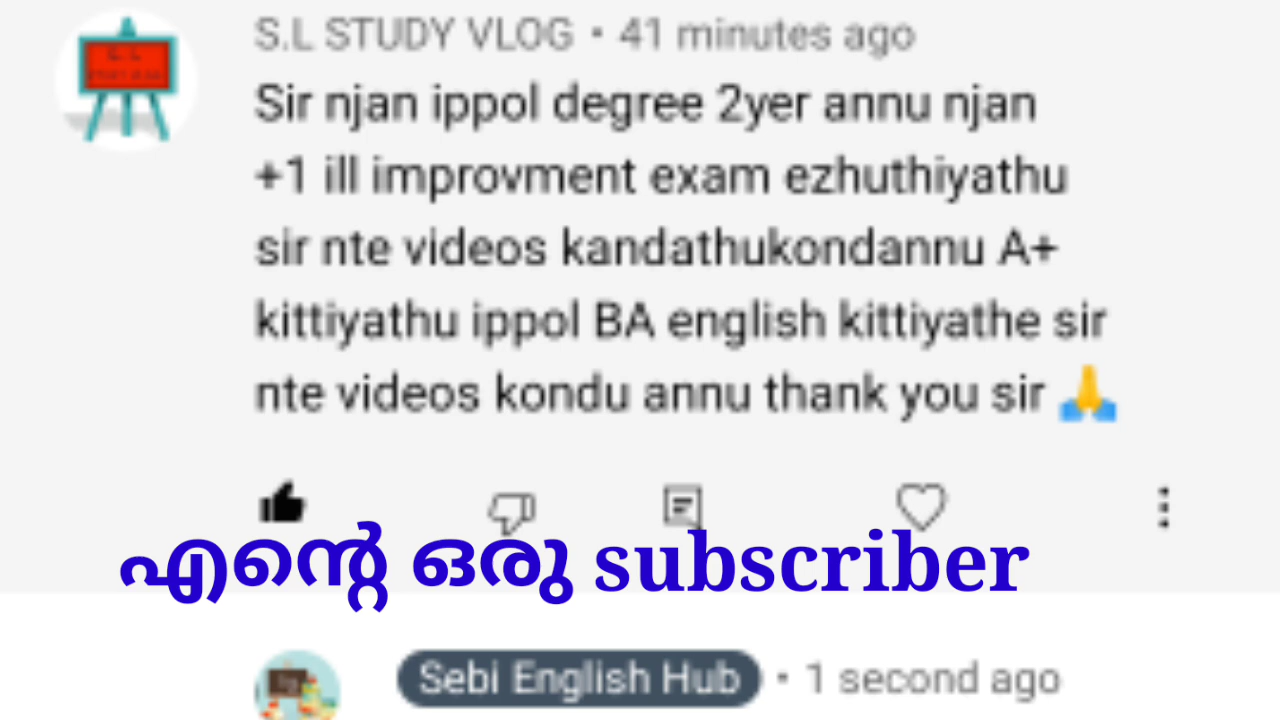 S.L STUDY VLOG • 41 minutes ago
Sir njan ippol degree 2yer annu njan
+1 ill improvment exam ezhuthiyathu
sir nte videos kandathukondannu A+
kittiyathu ippol BA english kittiyathe sir
nte videos kondu annu thank you sir 🙏
എന്റെ ഒരു subscriber
Sebi English Hub • 1 second ago